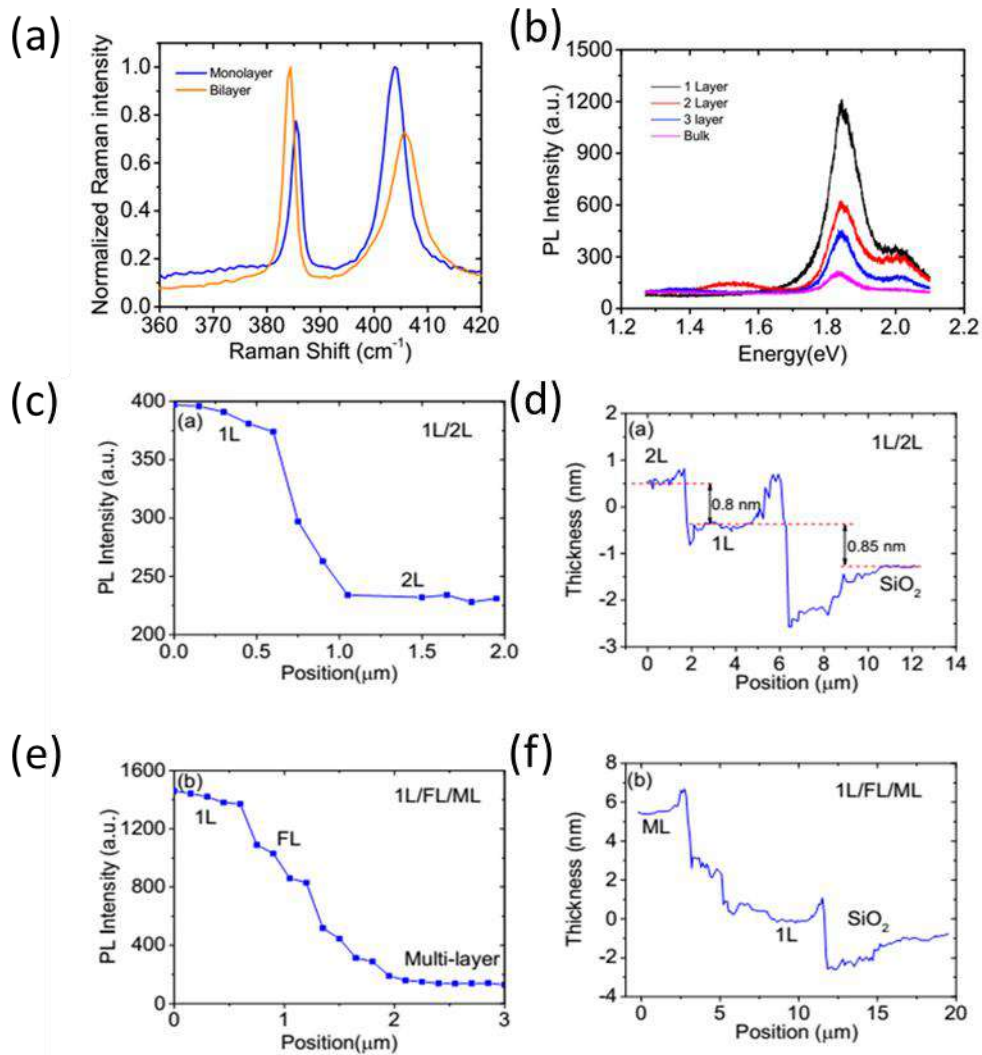 (a)
Normalized Raman intensity
1.0
0.8
0.6
0.4
0.2
0.0
Monolayer
Bilayer
360 370 380 390 400 410 420
Raman Shift (cm-1)
(b)
PL Intensity (a.u.)
1500
1200
900
600
300
0
1 Layer
2 Layer
3 layer
Bulk
1.2 1.4 1.6 1.8 2.0 2.2
Energy(eV)
(c)
PL Intensity (a.u.)
400
350
300
250
200
(a)
1L/2L
1L
2L
0.0 0.5 1.0 1.5 2.0
Position(μm)
(d)
Thickness (nm)
2
1
0
-1
-2
-3
(a)
1L/2L
2L
0.8 nm
1L
0.85 nm
SiO2
0 2 4 6 8 10 12 14
Position (μm)
(e)
PL Intensity (a.u.)
1600
1200
800
400
0
(b)
1L/FL/ML
1L
FL
Multi-layer
0 1 2 3
Position(μm)
(f)
Thickness (nm)
8
6
4
2
0
-2
-4
(b)
1L/FL/ML
ML
SiO2
1L
0 5 10 15 20
Position (μm)